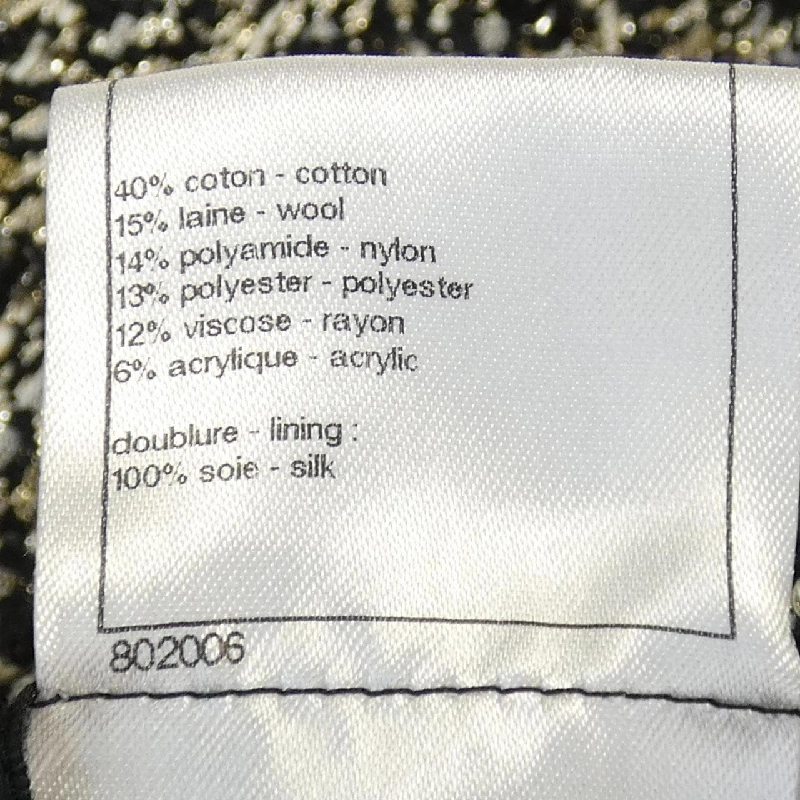 40% coton - cotton
15% laine - wool
14% polyamide - nylon
13% polyester - polyester
12% viscose - rayon
6% acrylique - acrylic
doublure - lining :
100% soie - silk
802006